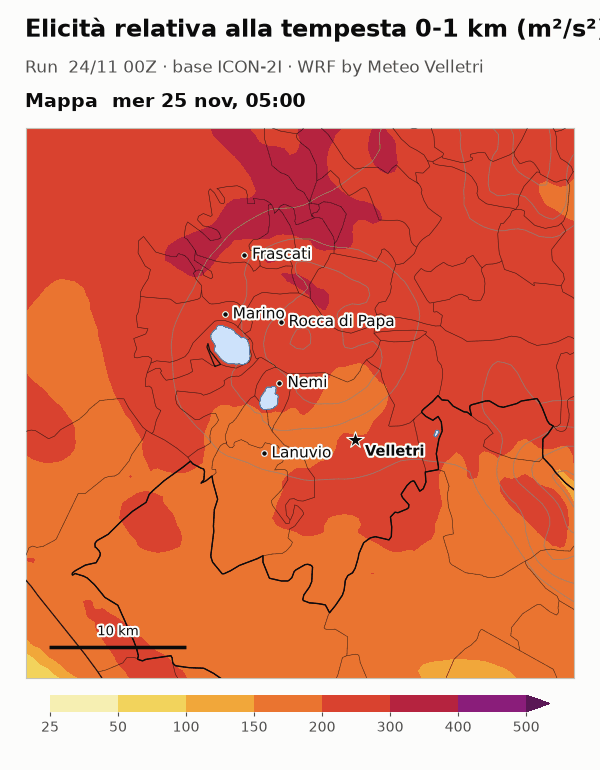 Elicità relativa alla tempesta 0-1 km (m²/s²)
Run 24/11 00Z · base ICON-2I · WRF by Meteo Velletri
Mappa mer 25 nov, 05:00
Frascati
Marino
Rocca di Papa
Nemi
Velletri
Lanuvio
10 km
25 50 100 150 200 300 400 500